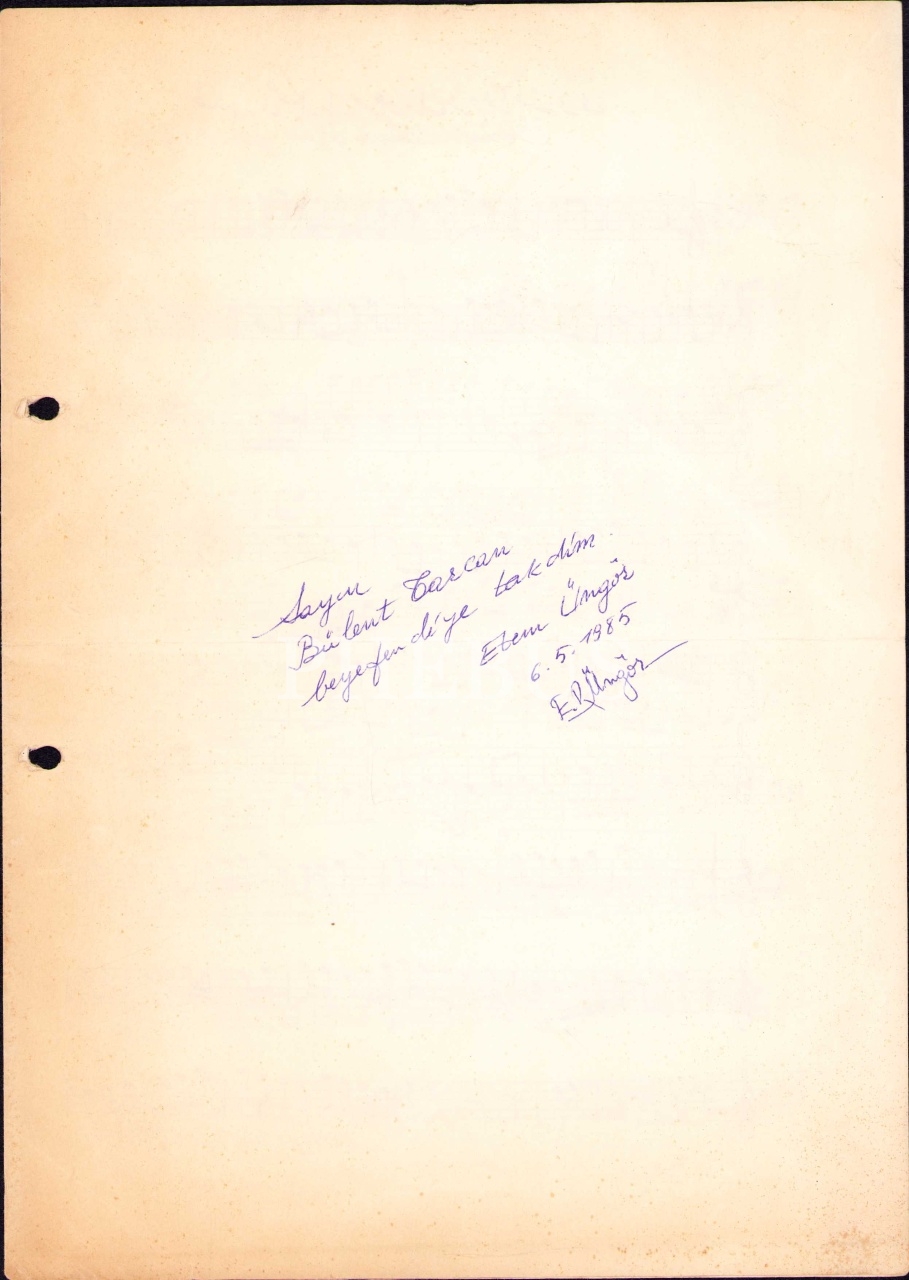 Sayın
Bülent Tarcan
beyefendiye takdim.
Etem Üngör
6.5.1985
E.R.Üngör